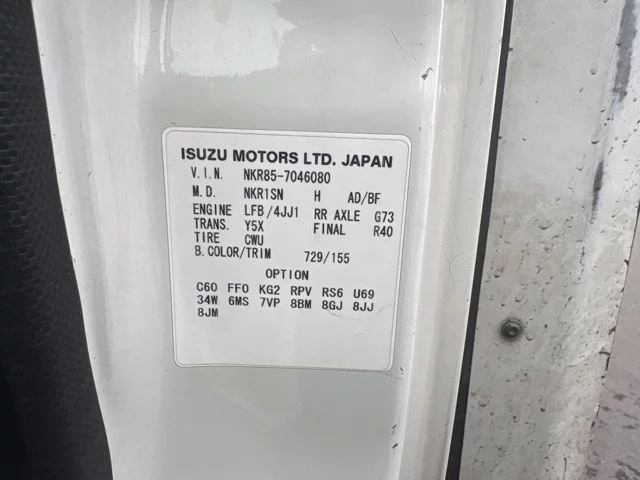 ISUZU MOTORS LTD. JAPAN
V.I.N. NKR85-7046080
M.D. NKR1SN H AD/BF
ENGINE LFB/4JJ1 RR AXLE G73
TRANS. Y5X FINAL R40
TIRE CWU
B.COLOR/TRIM 729/155
OPTION
C60 FF0 KG2 RPV RS6 U69
34W 6MS 7VP 8BM 8GJ 8JJ
8JM